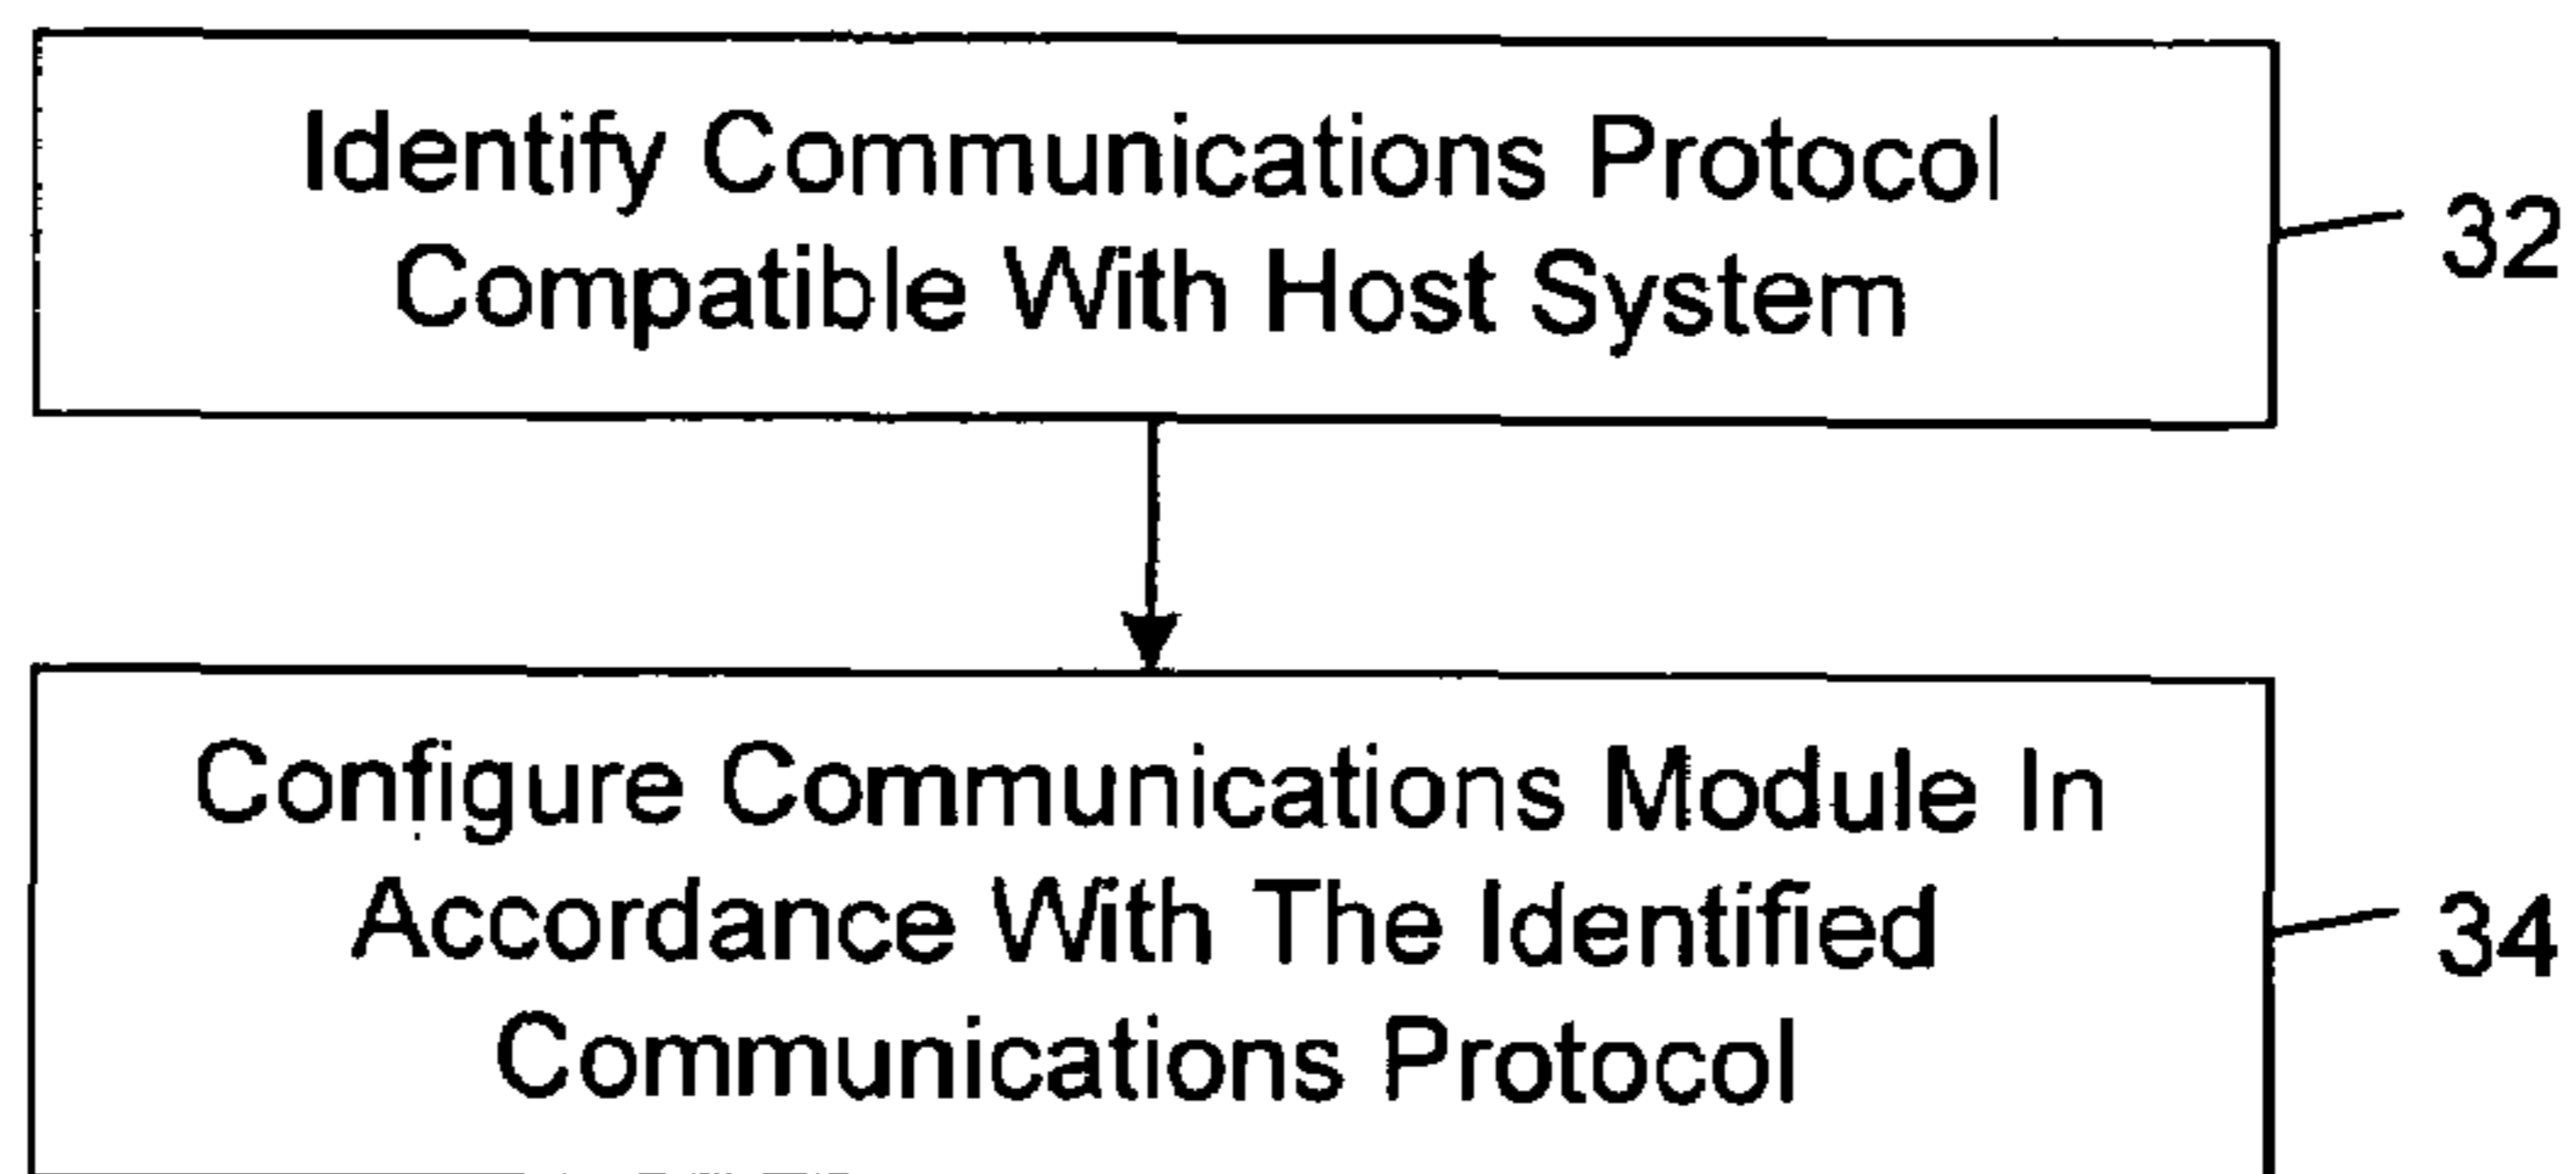 Identify Communications Protocol
Compatible With Host System
32
Configure Communications Module In
Accordance With The Identified
Communications Protocol
34